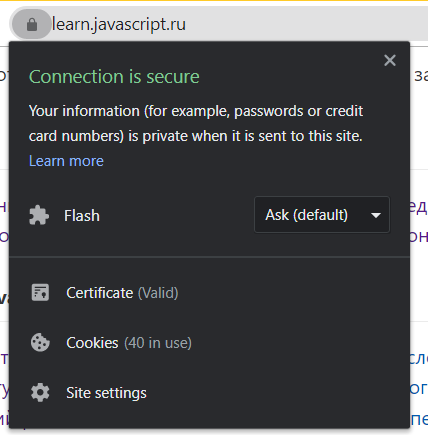 learn.javascript.ru
Connection is secure
Your information (for example, passwords or credit
card numbers) is private when it is sent to this site.
Learn more
Flash
Ask (default)
Certificate (Valid)
Cookies (40 in use)
Site settings